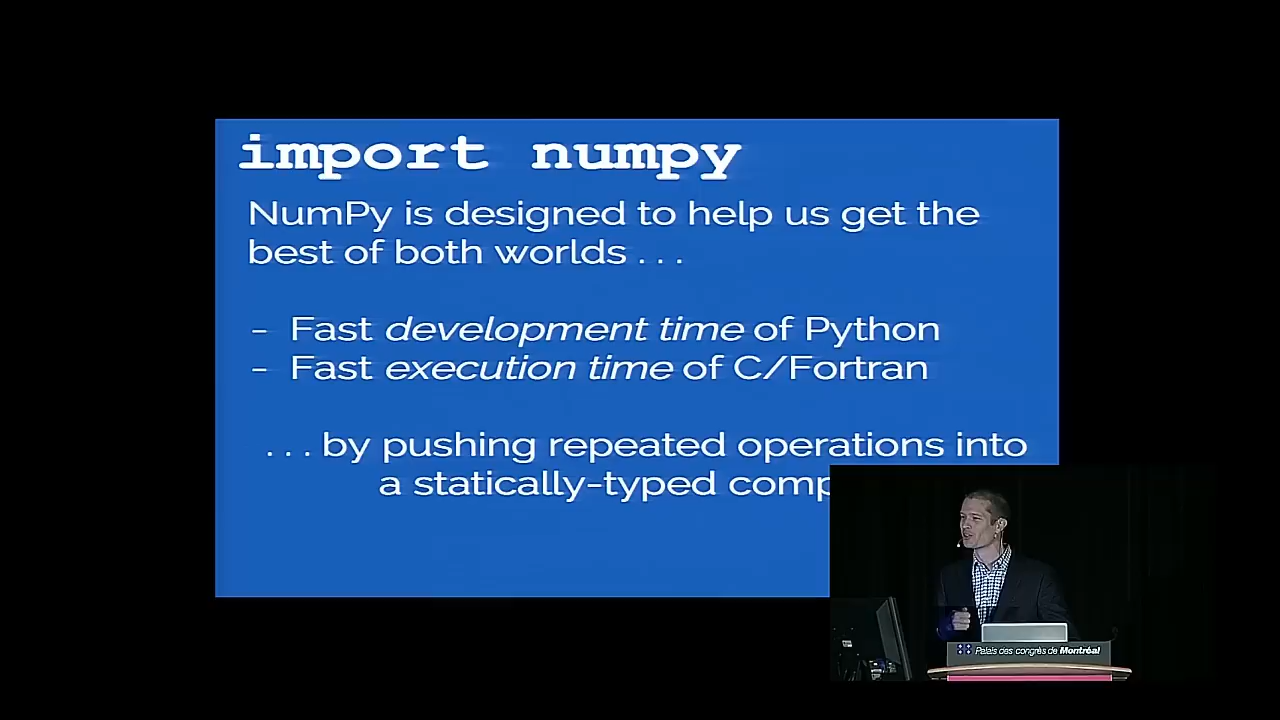 import numpy
NumPy is designed to help us get the
best of both worlds . . .
- Fast development time of Python
- Fast execution time of C/Fortran
. . . by pushing repeated operations into
a statically-typed comp
Palais des congrès de Montréal